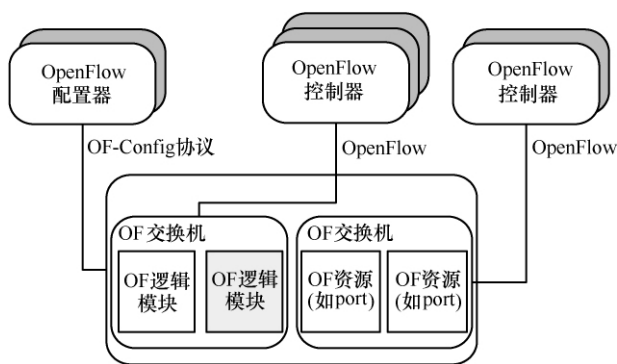 OpenFlow
配置器
OpenFlow
控制器
OpenFlow
控制器
OF-Config协议
OpenFlow
OpenFlow
OF交换机
OF交换机
OF逻辑
模块
OF逻辑
模块
OF资源
(如port)
OF资源
(如port)